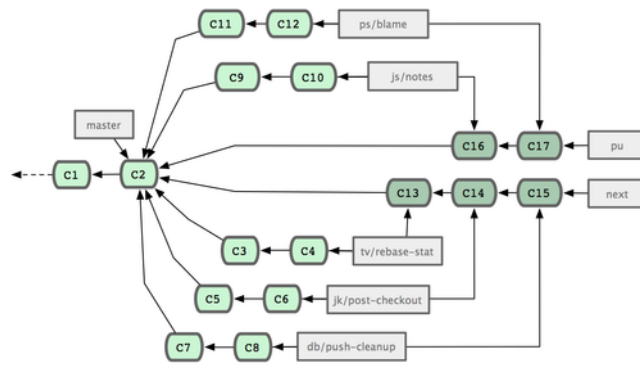 C11 C12 ps/blame
C9 C10 js/notes
master
C16 C17 pu
C1 C2
C13 C14 C15 next
C3 C4 tv/rebase-stat
C5 C6 jk/post-checkout
C7 C8 db/push-cleanup